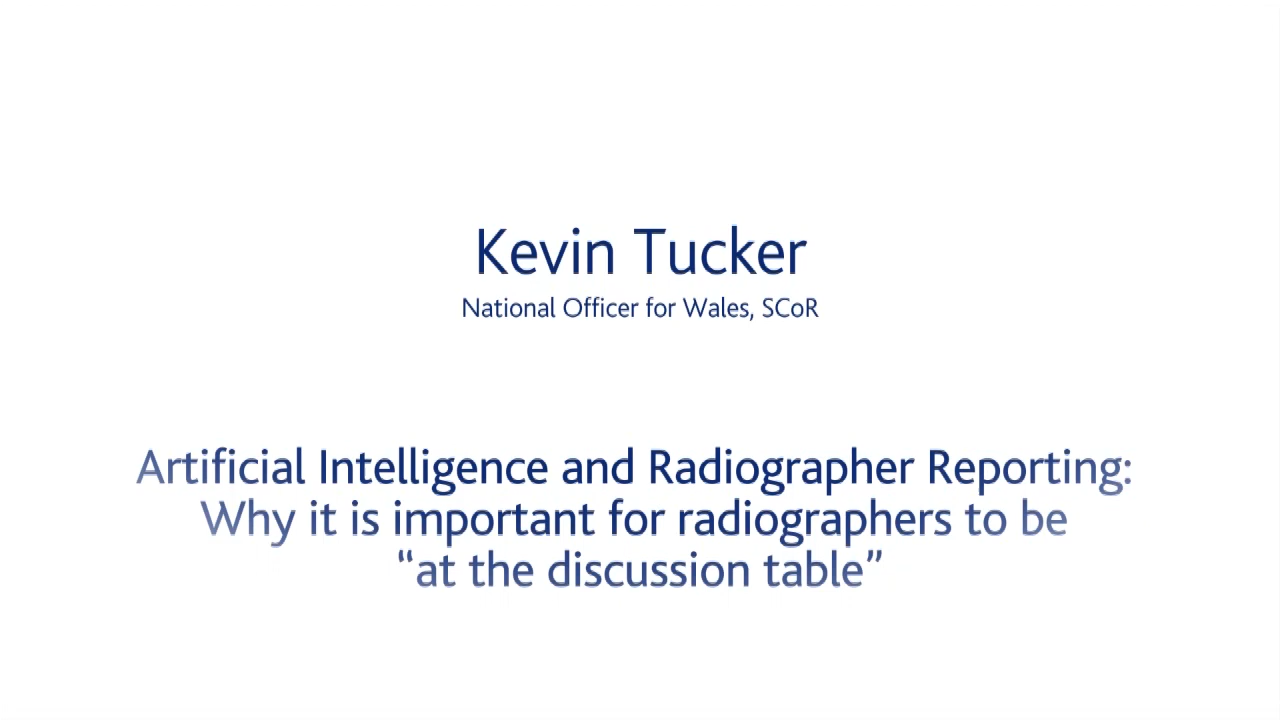 Kevin Tucker
National Officer for Wales, SCoR
Artificial Intelligence and Radiographer Reporting:
Why it is important for radiographers to be
“at the discussion table”